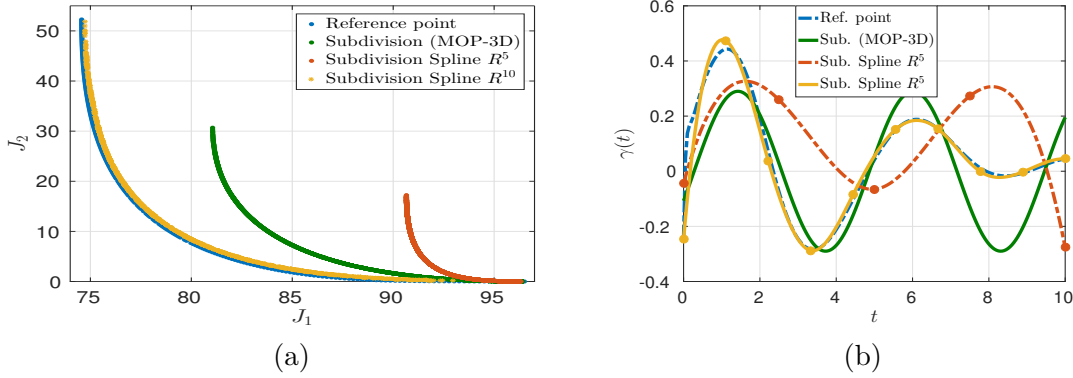 Reference point
Subdivision (MOP-3D)
Subdivision Spline R^5
Subdivision Spline R^10
50
40
30
20
10
0
J_2
75
80
85
90
95
J_1
(a)
Ref. point
Sub. (MOP-3D)
Sub. Spline R^5
Sub. Spline R^5
0.6
0.4
0.2
0
-0.2
-0.4
γ(t)
0
2
4
6
8
10
t
(b)